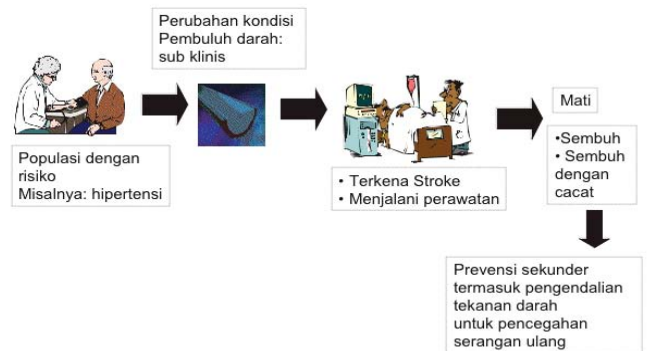 Perubahan kondisi
Pembuluh darah:
sub klinis
Populasi dengan
risiko
Misalnya: hipertensi
• Terkena Stroke
• Menjalani perawatan
Mati
•Sembuh
• Sembuh
dengan
cacat
Prevensi sekunder
termasuk pengendalian
tekanan darah
untuk pencegahan
serangan ulang